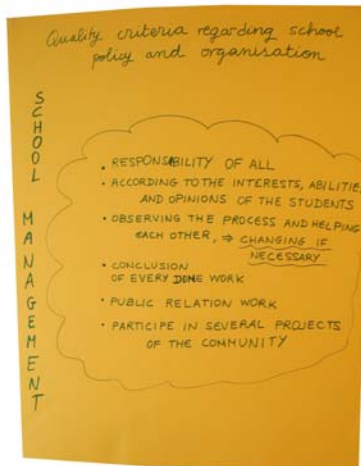 Quality criteria regarding school
policy and organisation
SCHOOL MANAGEMENT
• RESPONSIBILITY OF ALL
• ACCORDING TO THE INTERESTS, ABILITIES
AND OPINIONS OF THE STUDENTS
• OBSERVING THE PROCESS AND HELPING
EACH OTHER, ⇒ CHANGING IF
NECESSARY
• CONCLUSION
OF EVERY DONE WORK
• PUBLIC RELATION WORK
• PARTICIPE IN SEVERAL PROJECTS
OF THE COMMUNITY